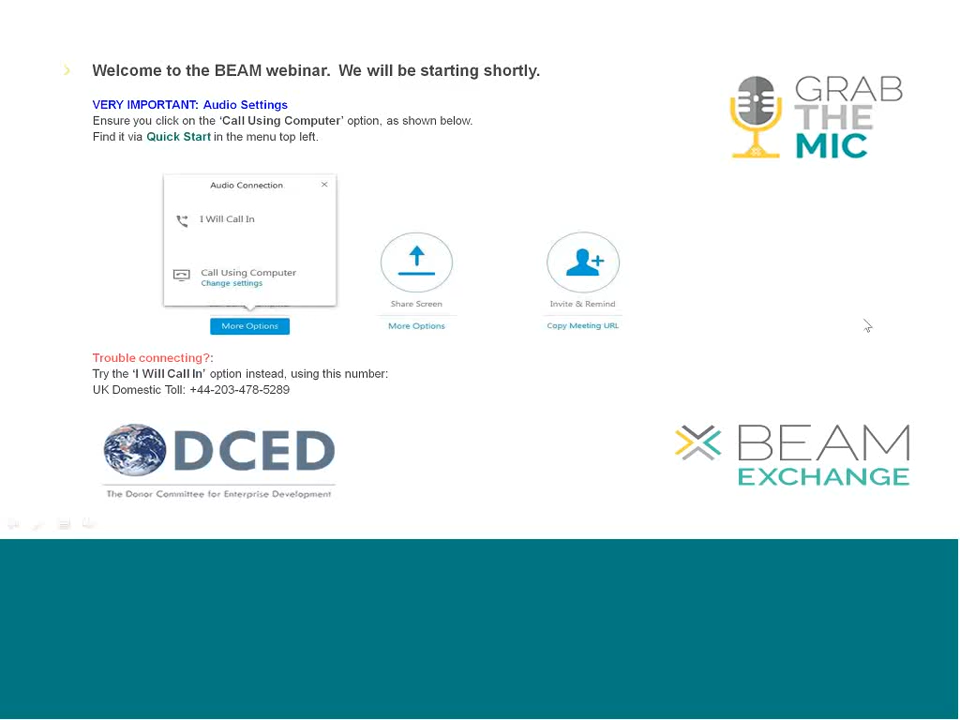 Welcome to the BEAM webinar. We will be starting shortly.
VERY IMPORTANT: Audio Settings
Ensure you click on the ‘Call Using Computer’ option, as shown below.
Find it via Quick Start in the menu top left.
GRAB
THE
MIC
Audio Connection
I Will Call In
Call Using Computer
Change settings
More Options
Share Screen
More Options
Invite & Remind
Copy Meeting URL
Trouble connecting?:
Try the ‘I Will Call In’ option instead, using this number:
UK Domestic Toll: +44-203-478-5289
DCED
The Donor Committee for Enterprise Development
BEAM
EXCHANGE